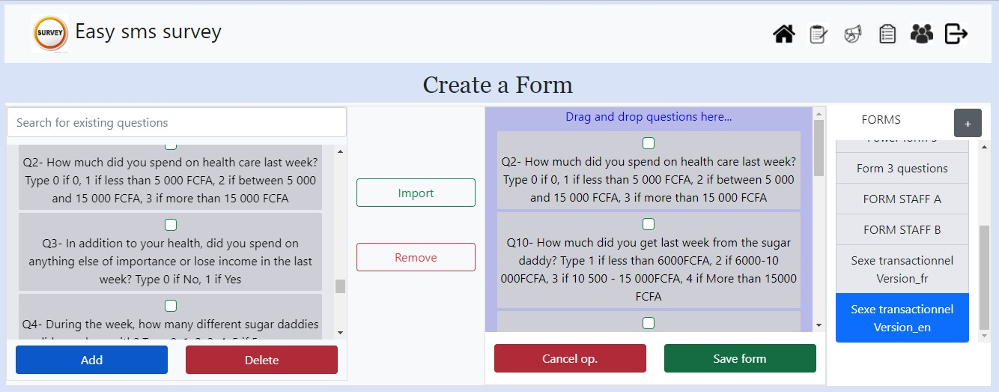 SURVEY
Easy sms survey
Create a Form
Search for existing questions
Q2- How much did you spend on health care last week?
Type 0 if 0, 1 if less than 5 000 FCFA, 2 if between 5 000
and 15 000 FCFA, 3 if more than 15 000 FCFA
Q3- In addition to your health, did you spend on
anything else of importance or lose income in the last
week? Type 0 if No, 1 if Yes
Q4- During the week, how many different sugar daddies
Add
Delete
Import
Remove
Drag and drop questions here...
Q2- How much did you spend on health care last week?
Type 0 if 0, 1 if less than 5 000 FCFA, 2 if between 5 000
and 15 000 FCFA, 3 if more than 15 000 FCFA
Q10- How much did you get last week from the sugar
daddy? Type 1 if less than 6000FCFA, 2 if 6000-10
000FCFA, 3 if 10 500 - 15 000FCFA, 4 if More than 15000
FCFA
Cancel op.
Save form
FORMS
+
Form 3 questions
FORM STAFF A
FORM STAFF B
Sexe transactionnel
Version_fr
Sexe transactionnel
Version_en